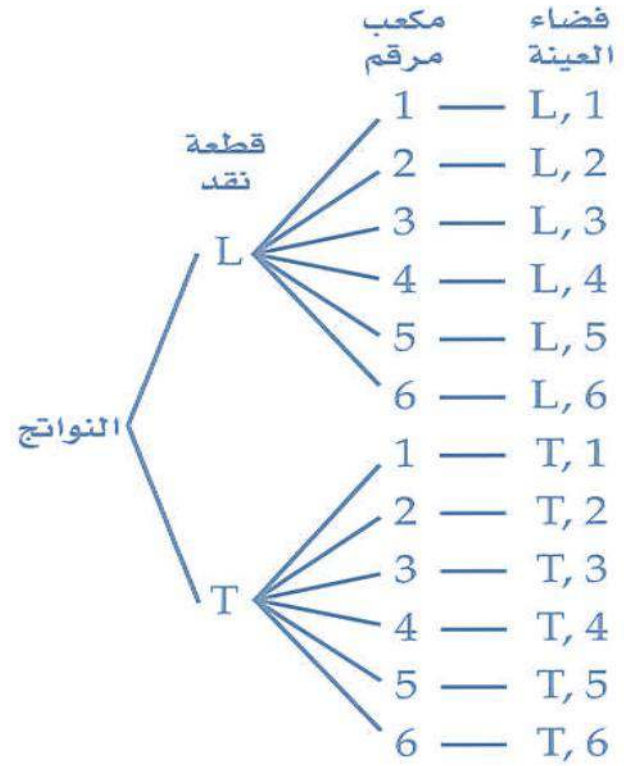 فضاء
العينة
مكعب
مرقم
قطعة
نقد
النواتج
L
1 — L, 1
2 — L, 2
3 — L, 3
4 — L, 4
5 — L, 5
6 — L, 6
T
1 — T, 1
2 — T, 2
3 — T, 3
4 — T, 4
5 — T, 5
6 — T, 6